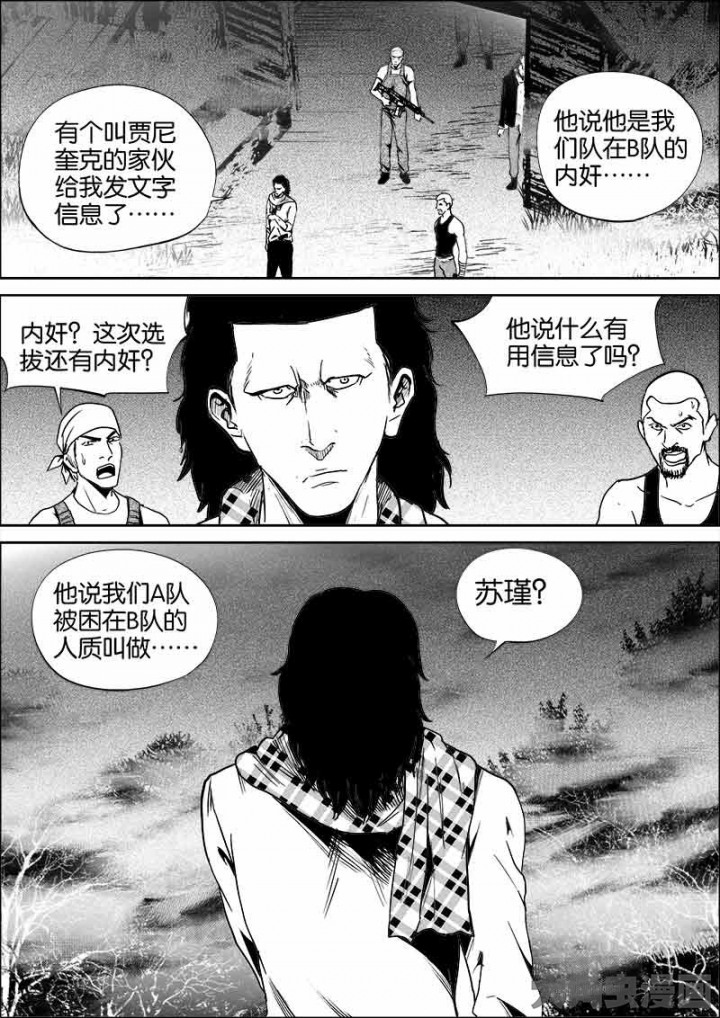 有个叫贾尼
奎克的家伙
给我发文字
信息了……
他说他是我
们队在B队的
内奸……
内奸？这次选
拔还有内奸？
他说什么有
用信息了吗？
他说我们A队
被困在B队的
人质叫做……
苏瑾？